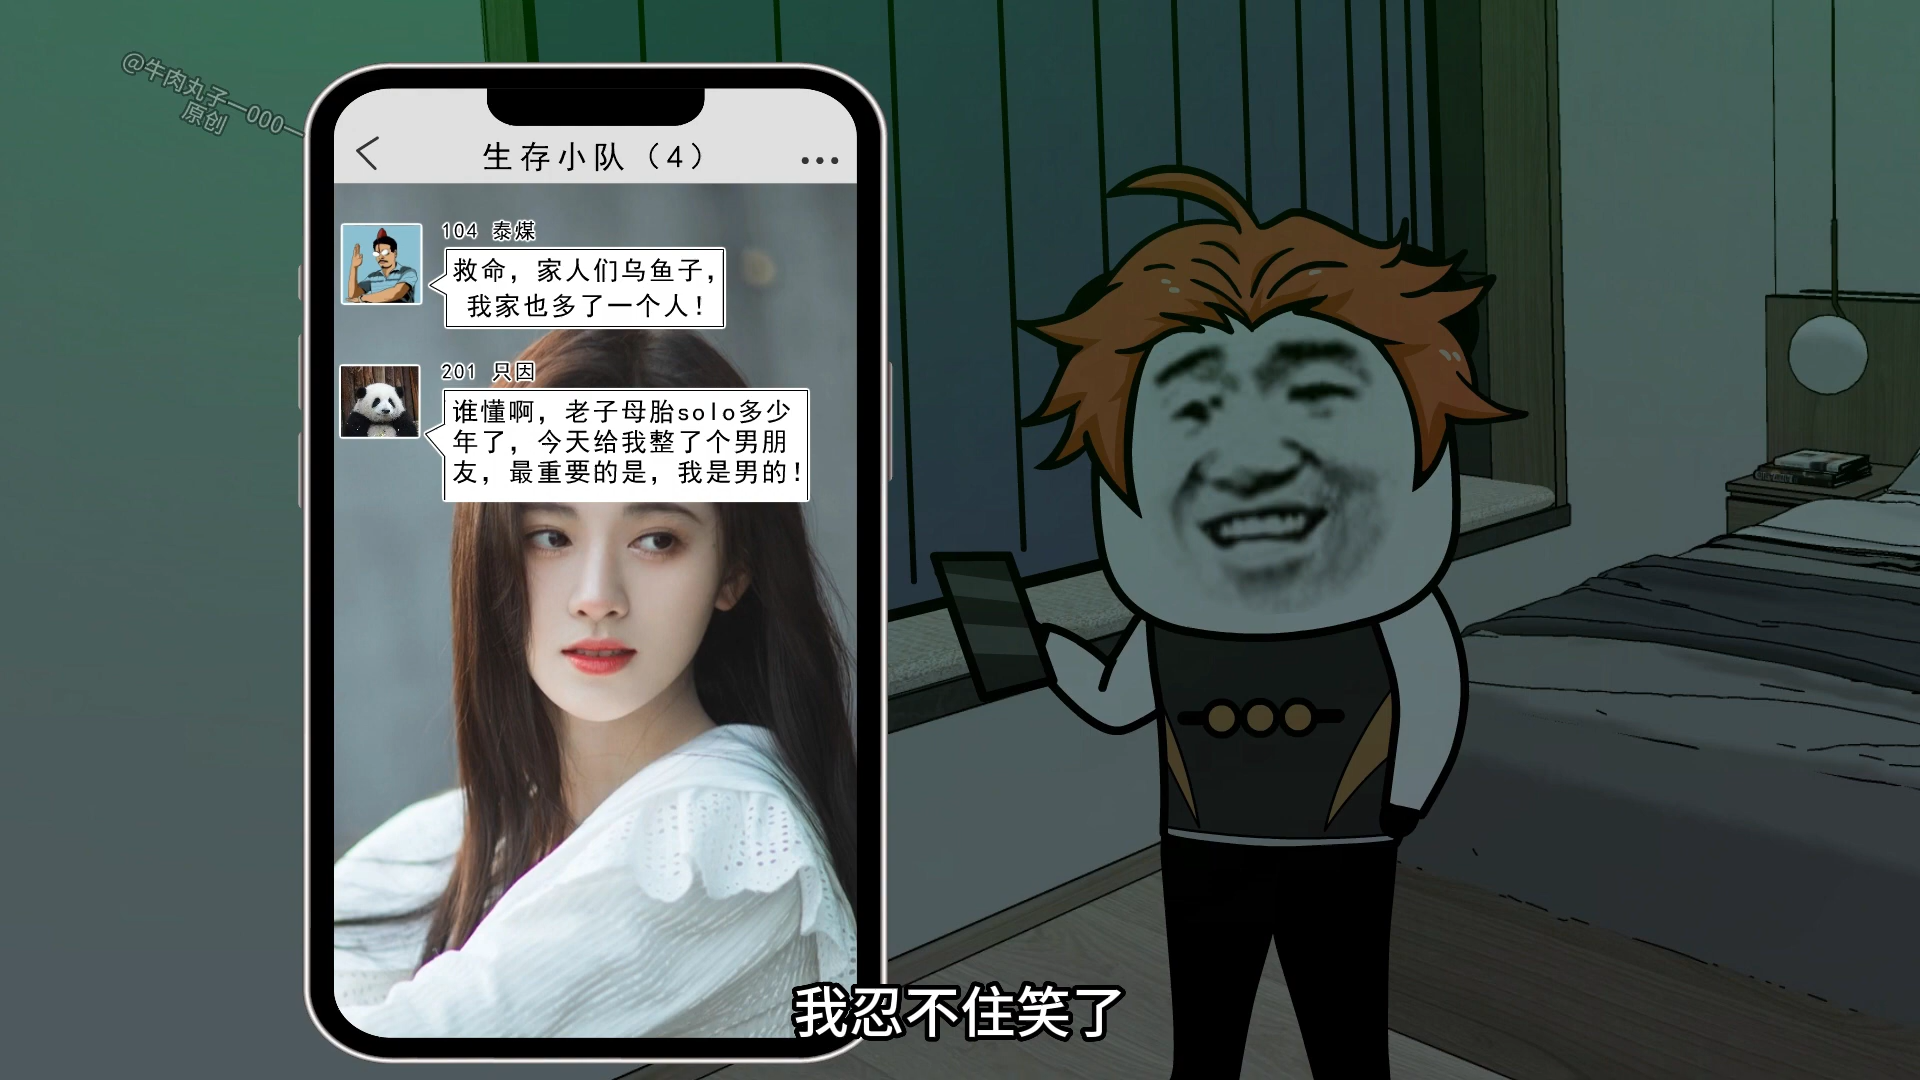 @牛肉丸子一000一
原创
生存小队（4）
104 泰煤
救命，家人们乌鱼子，
我家也多了一个人！
201 只因
谁懂啊，老子母胎solo多少
年了，今天给我整了个男朋
友，最重要的是，我是男的！
我忍不住笑了